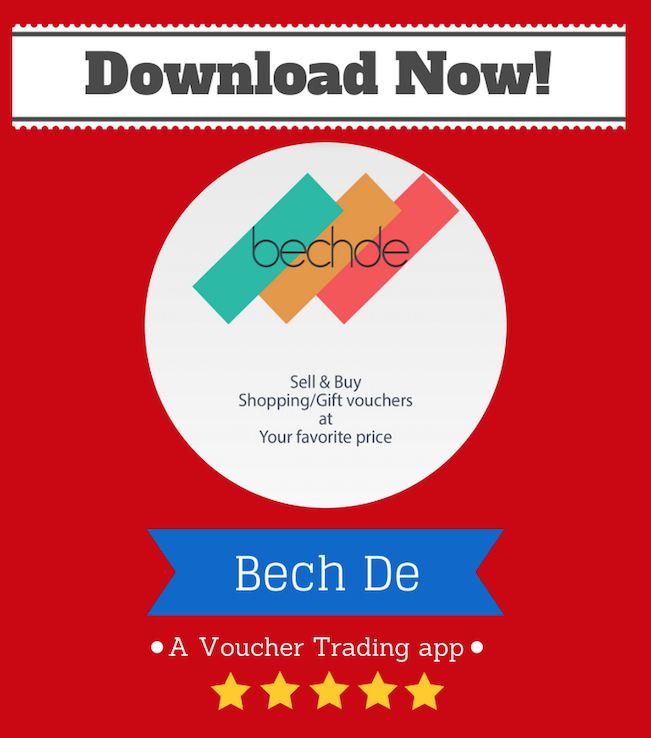 Download Now!
bechde
Sell & Buy
Shopping/Gift vouchers
at
Your favorite price
Bech De
• A Voucher Trading app •